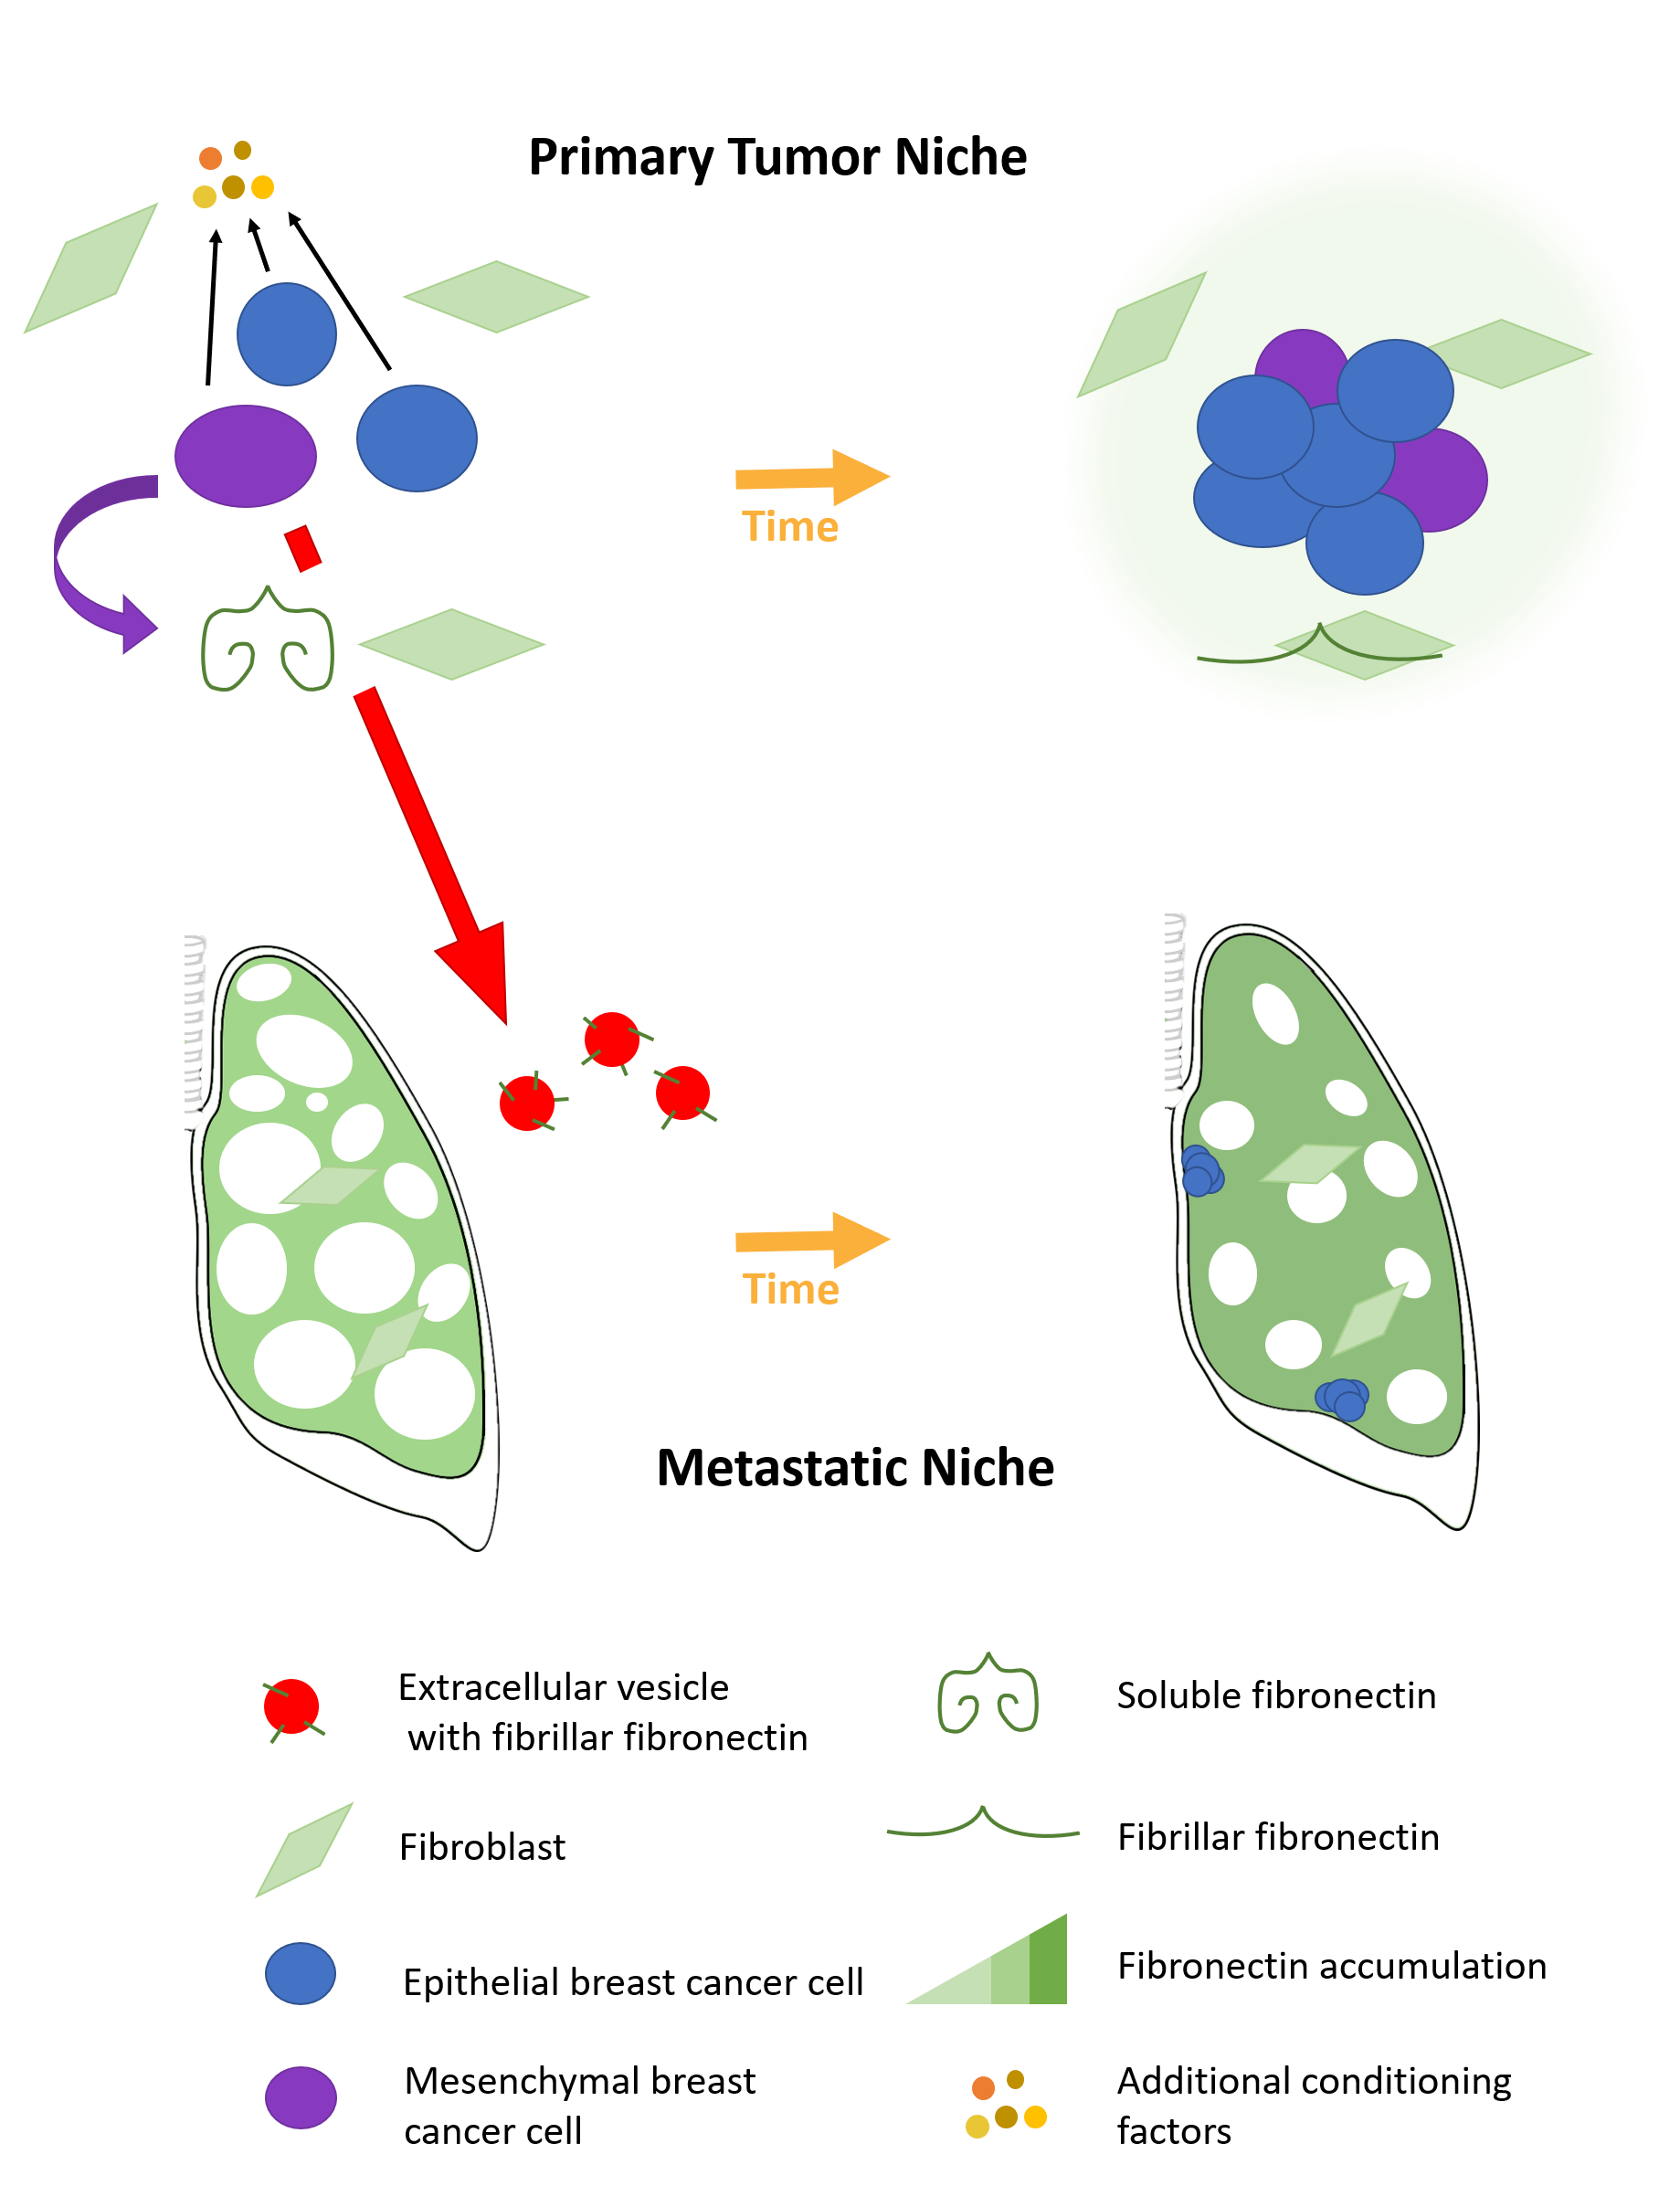 Primary Tumor Niche
Time
Time
Metastatic Niche
Extracellular vesicle
with fibrillar fibronectin
Soluble fibronectin
Fibroblast
Fibrillar fibronectin
Epithelial breast cancer cell
Fibronectin accumulation
Mesenchymal breast
cancer cell
Additional conditioning
factors